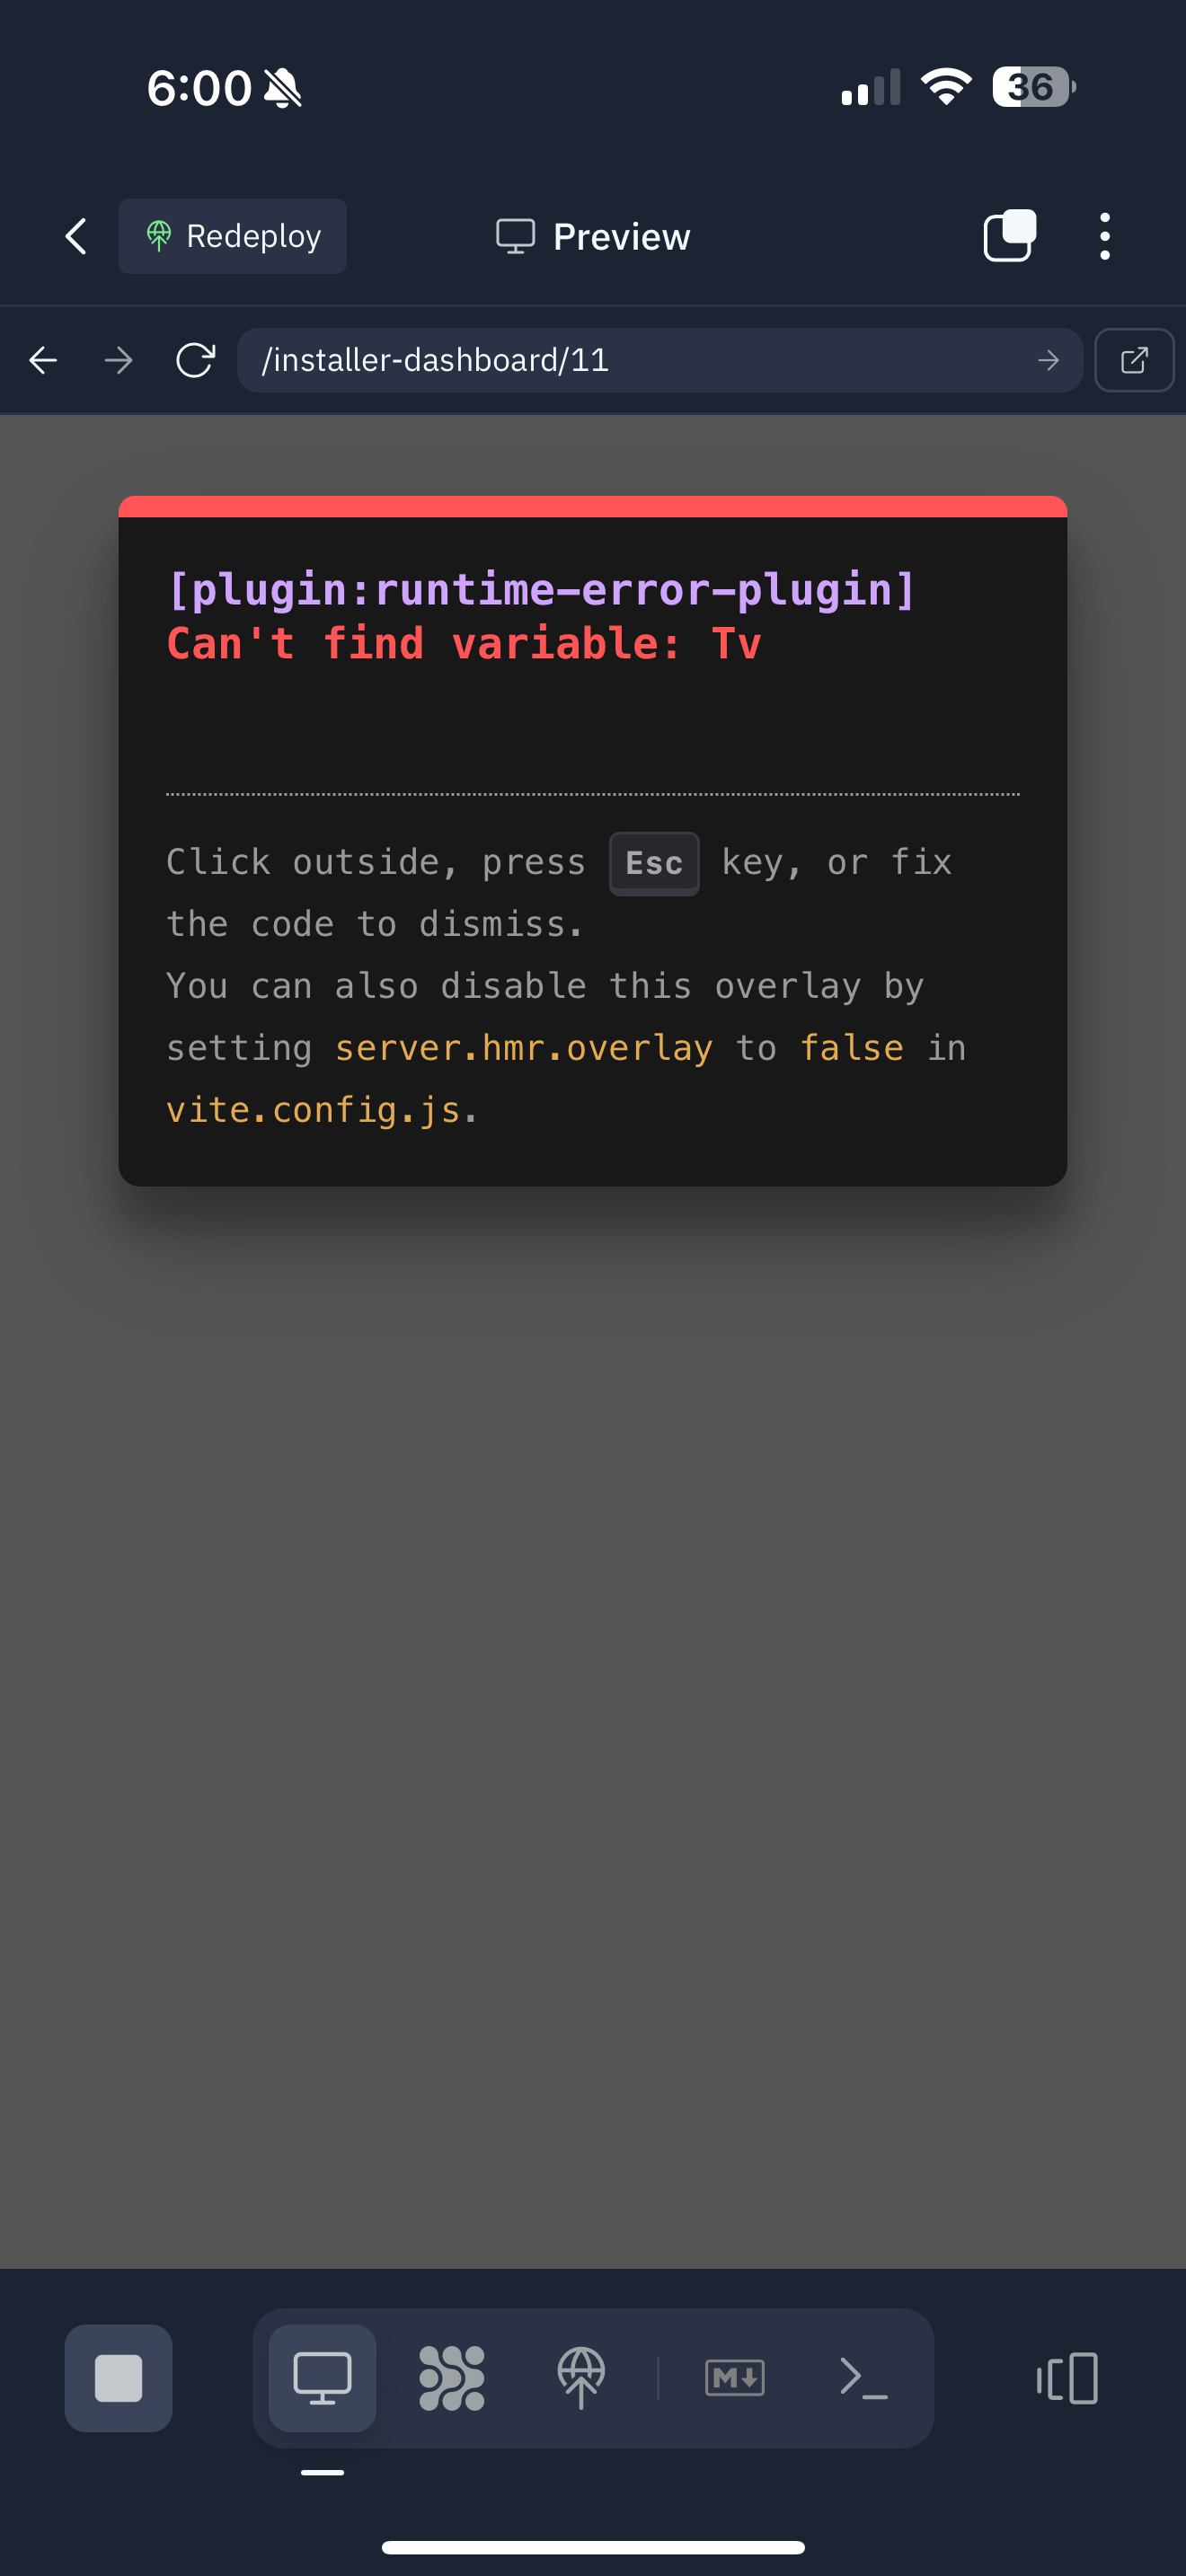 6:00
36
Redeploy
Preview
/installer-dashboard/11
[plugin:runtime-error-plugin]
Can't find variable: Tv
Click outside, press Esc key, or fix
the code to dismiss.
You can also disable this overlay by
setting server.hmr.overlay to false in
vite.config.js.
M